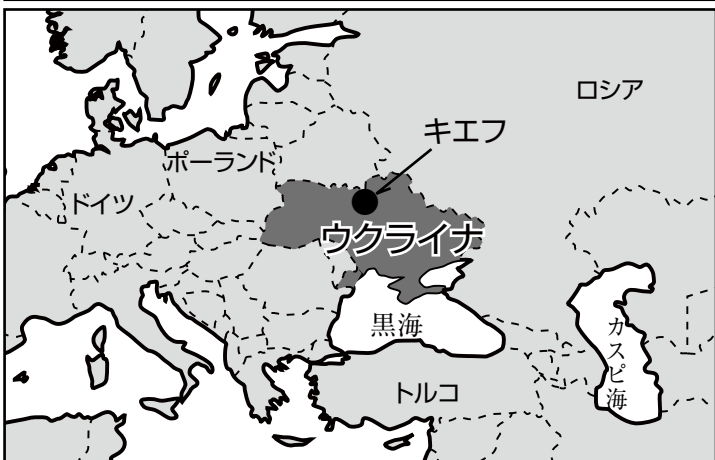 ロシア
キエフ
ポーランド
ドイツ
ウクライナ
黒海
カスピ海
トルコ